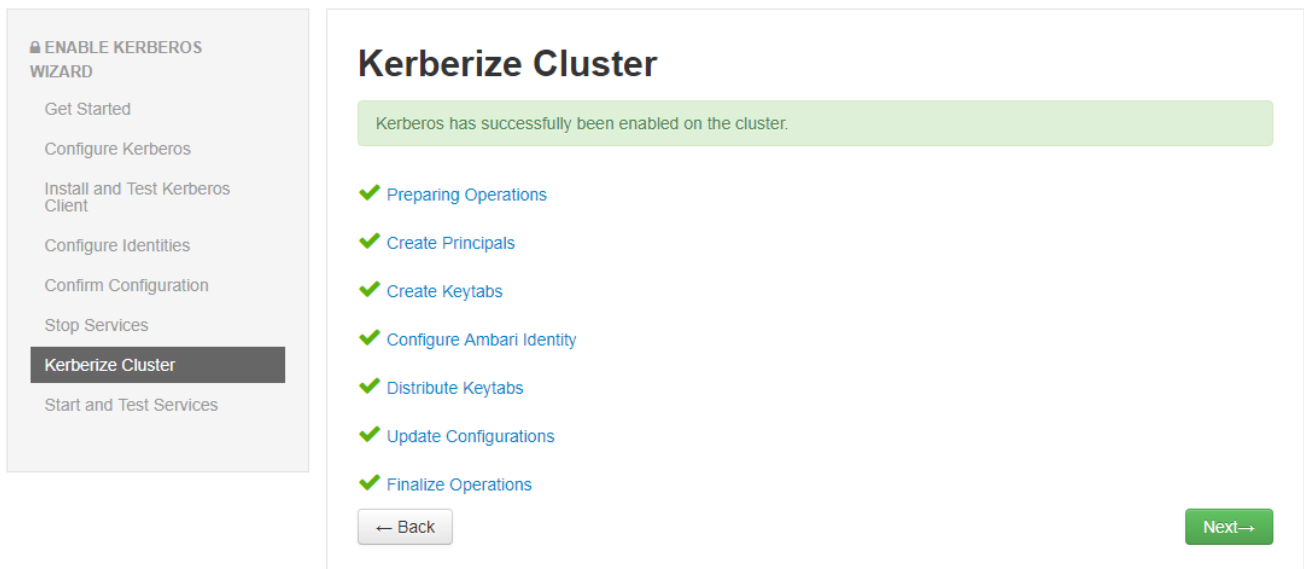 ENABLE KERBEROS
WIZARD
Get Started
Configure Kerberos
Install and Test Kerberos
Client
Configure Identities
Confirm Configuration
Stop Services
Kerberize Cluster
Start and Test Services
Kerberize Cluster
Kerberos has successfully been enabled on the cluster.
Preparing Operations
Create Principals
Create Keytabs
Configure Ambari Identity
Distribute Keytabs
Update Configurations
Finalize Operations
← Back
Next→